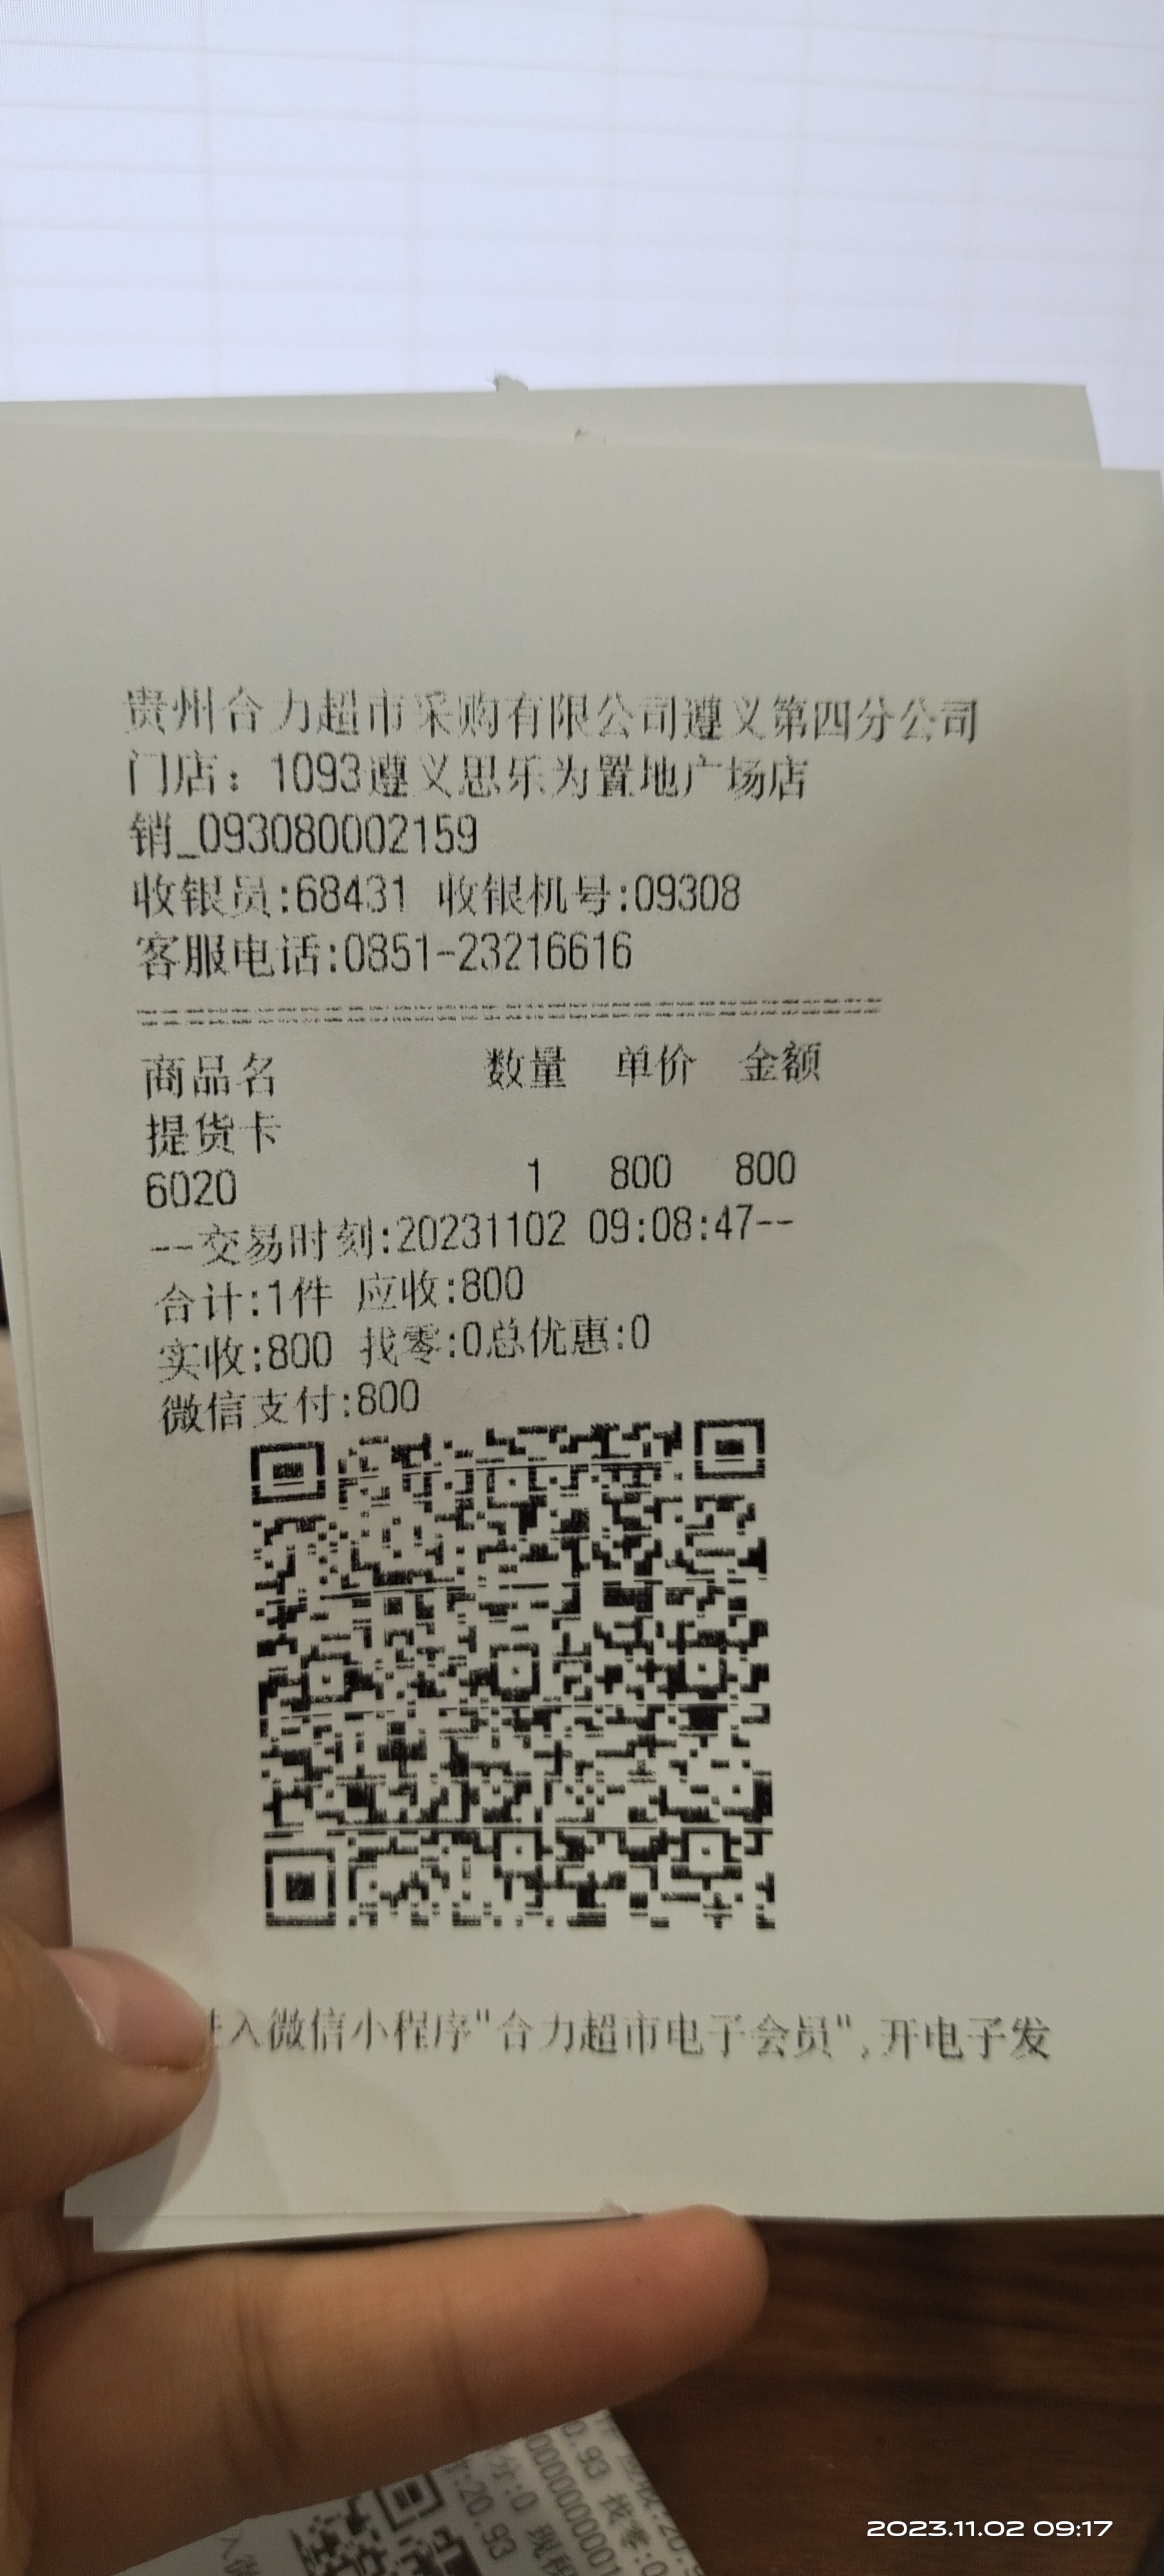 贵州合力超市采购有限公司遵义第四分公司
门店：1093遵义思乐为置地广场店
销_093080002159
收银员:68431 收银机号:09308
客服电话:0851-23216616
商品名 数量 单价 金额
提货卡
6020 1 800 800
--交易时刻:20231102 09:08:47--
合计:1件 应收:800
实收:800 找零:0总优惠:0
微信支付:800
入微信小程序"合力超市电子会员",开电子发
0.93 找零:0
:20.93
2023.11.02 09:17